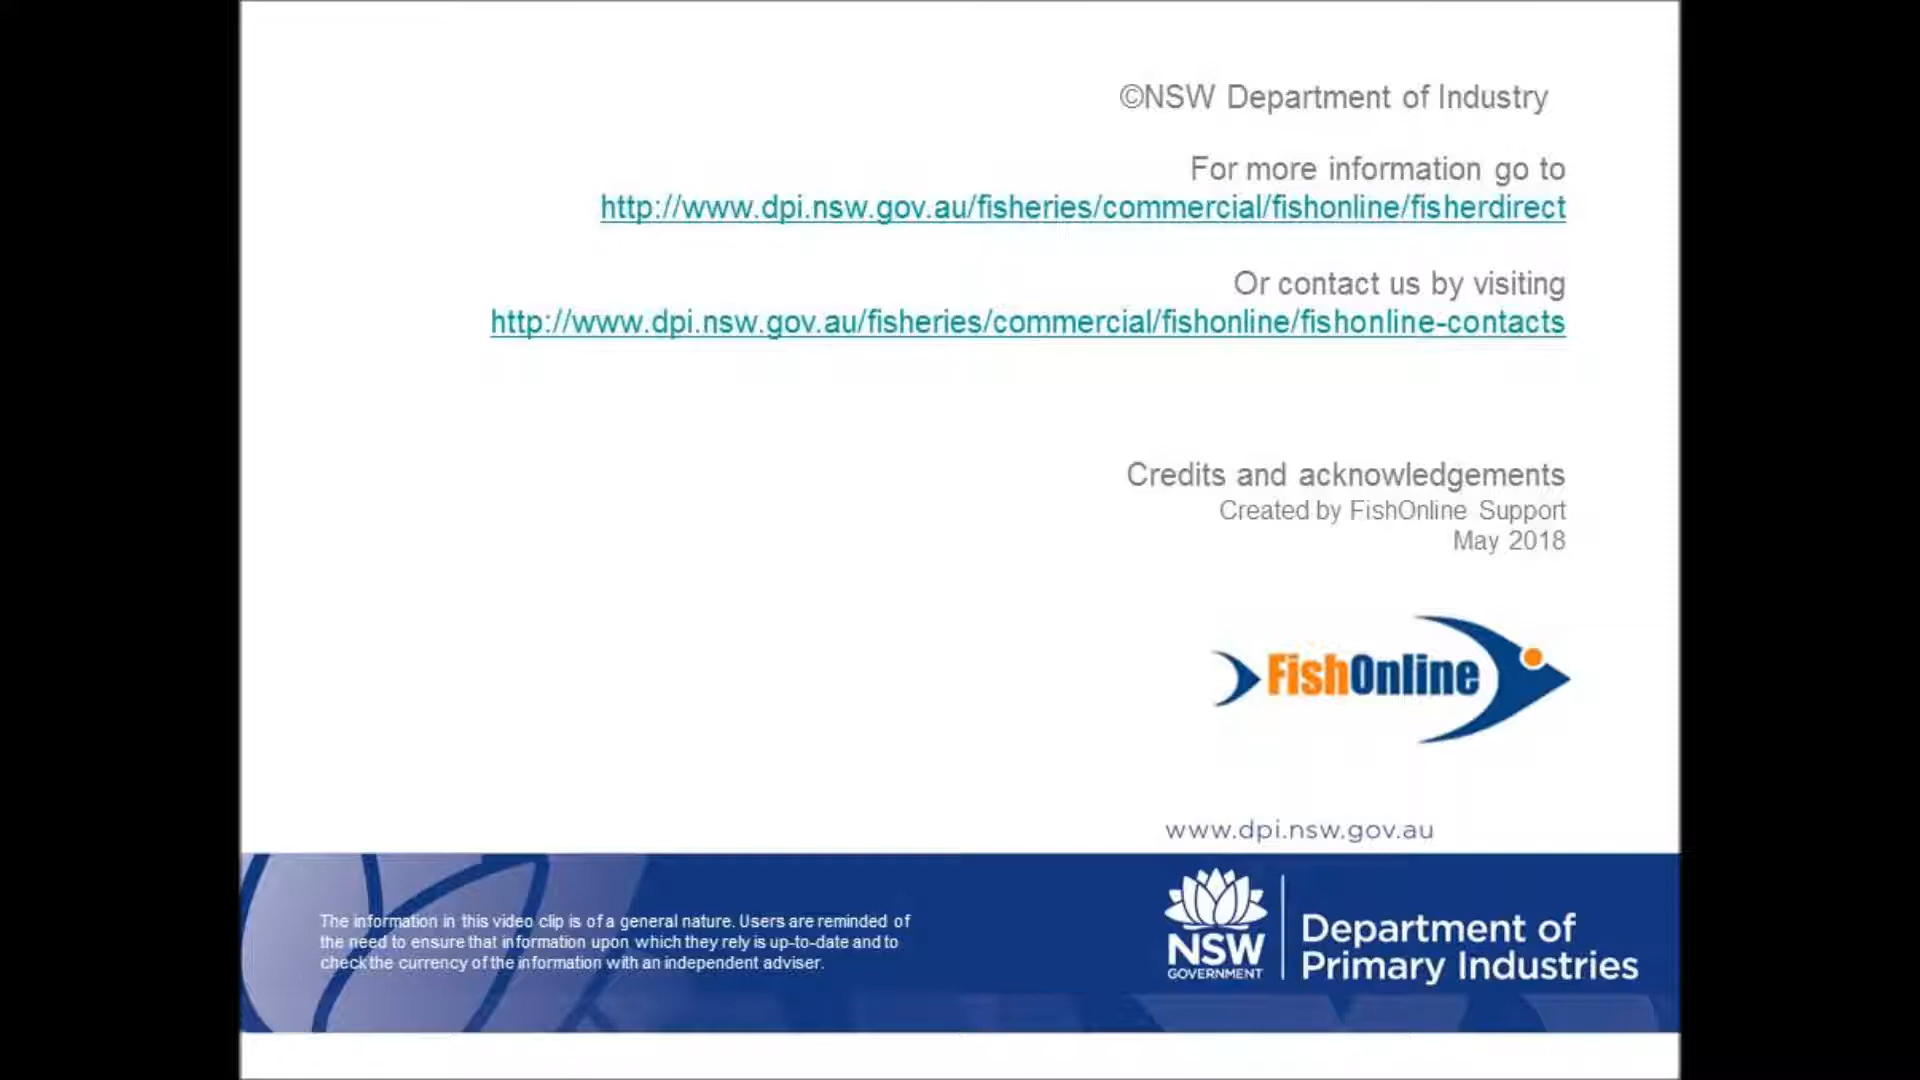 ©NSW Department of Industry
For more information go to
http://www.dpi.nsw.gov.au/fisheries/commercial/fishonline/fisherdirect
Or contact us by visiting
http://www.dpi.nsw.gov.au/fisheries/commercial/fishonline/fishonline-contacts
Credits and acknowledgements
Created by FishOnline Support
May 2018
FishOnline
www.dpi.nsw.gov.au
The information in this video clip is of a general nature. Users are reminded of
the need to ensure that information upon which they rely is up-to-date and to
check the currency of the information with an independent adviser.
NSW
GOVERNMENT
Department of
Primary Industries